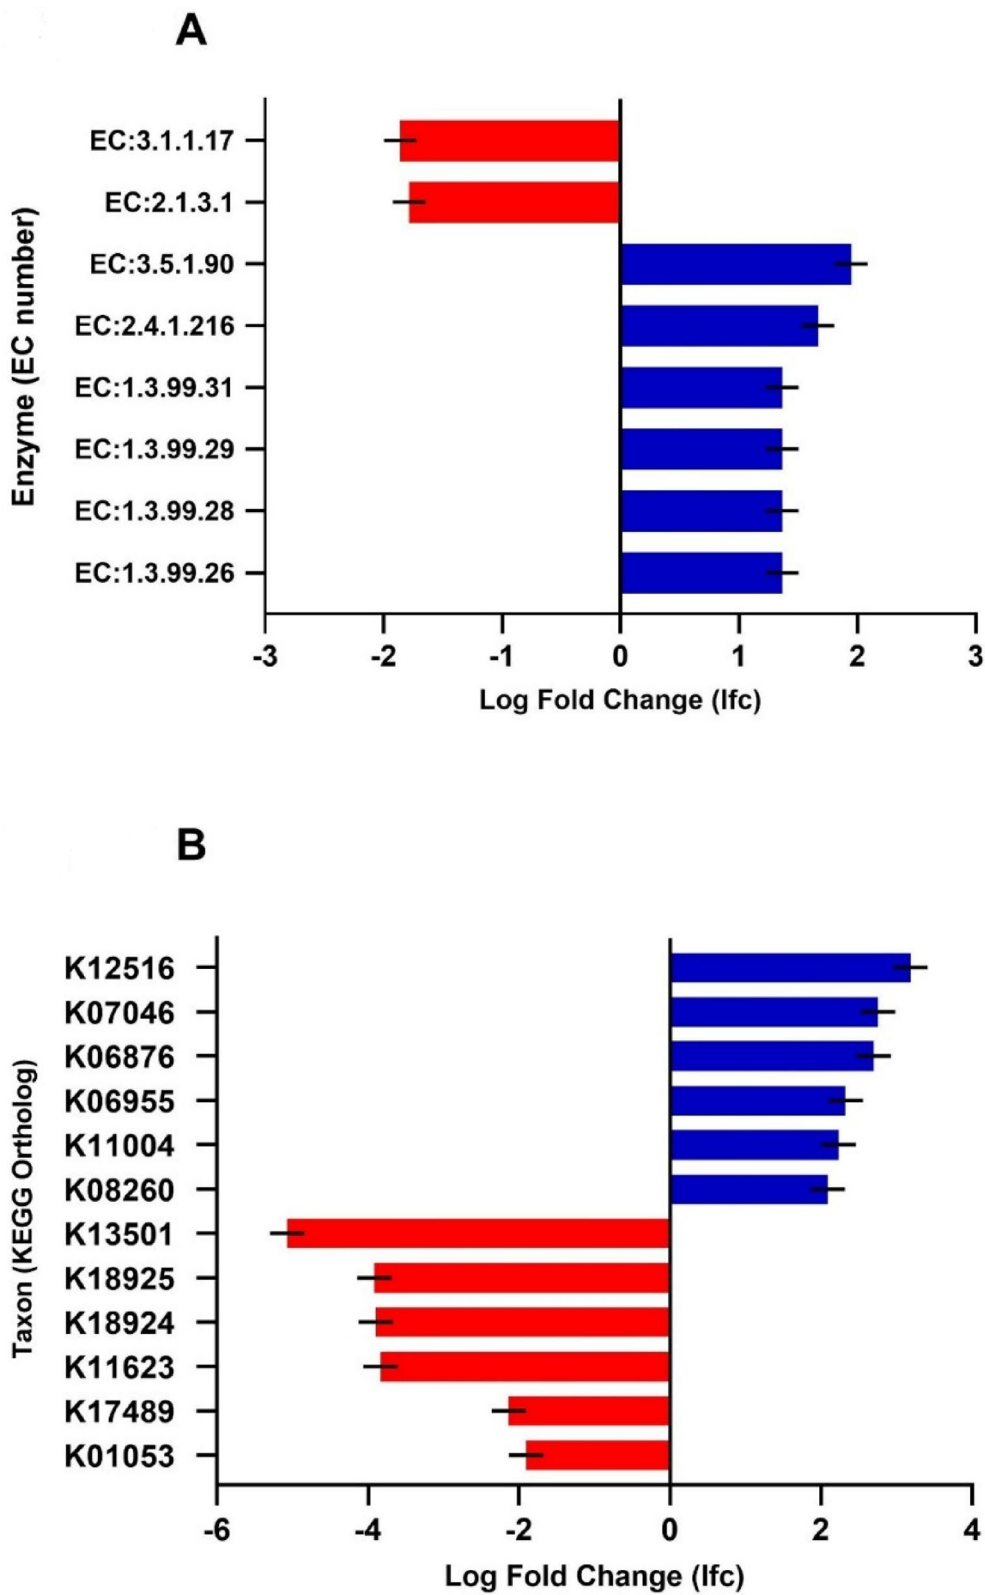 A
Enzyme (EC number)
EC:3.1.1.17
EC:2.1.3.1
EC:3.5.1.90
EC:2.4.1.216
EC:1.3.99.31
EC:1.3.99.29
EC:1.3.99.28
EC:1.3.99.26
-3 -2 -1 0 1 2 3
Log Fold Change (lfc)
B
Taxon (KEGG Ortholog)
K12516
K07046
K06876
K06955
K11004
K08260
K13501
K18925
K18924
K11623
K17489
K01053
-6 -4 -2 0 2 4
Log Fold Change (lfc)